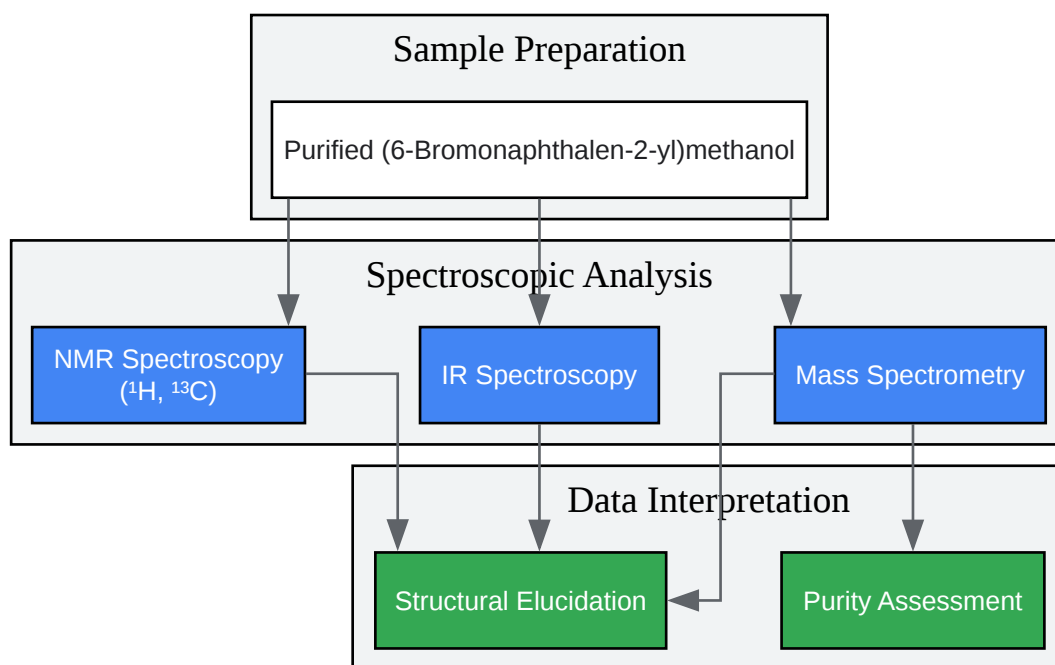 Sample Preparation
Purified (6-Bromonaphthalen-2-yl)methanol
Spectroscopic Analysis
NMR Spectroscopy
(¹H, ¹³C)
IR Spectroscopy
Mass Spectrometry
Data Interpretation
Structural Elucidation
Purity Assessment